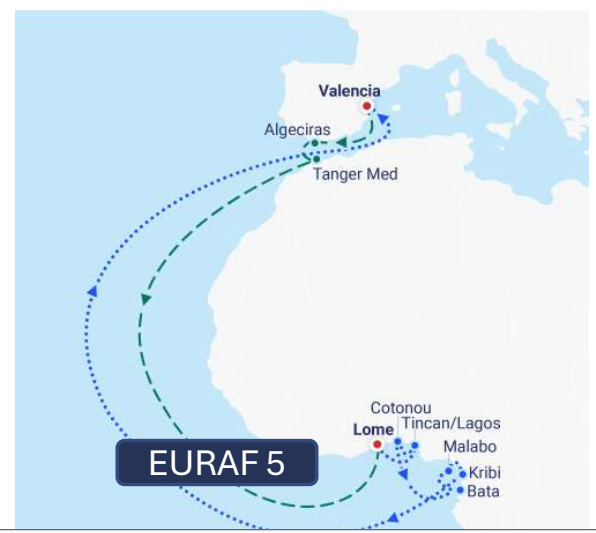 Valencia
Algeciras
Tanger Med
Cotonou
Tincan/Lagos
Lome
Malabo
EURAF 5
Kribi
Bata